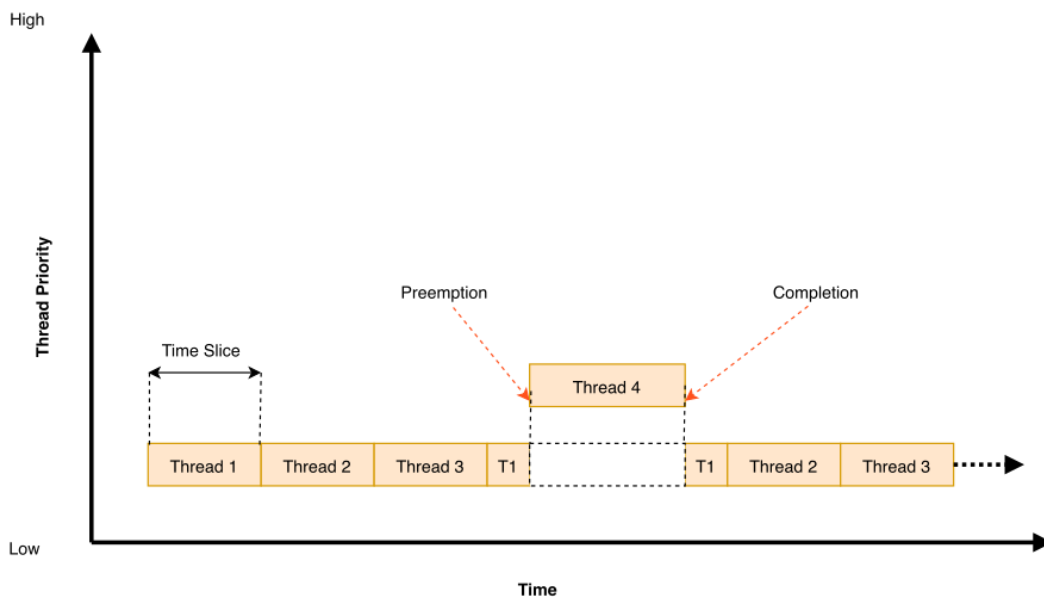 High
Thread Priority
Preemption
Completion
Time Slice
Thread 4
Thread 1
Thread 2
Thread 3
T1
T1
Thread 2
Thread 3
Low
Time